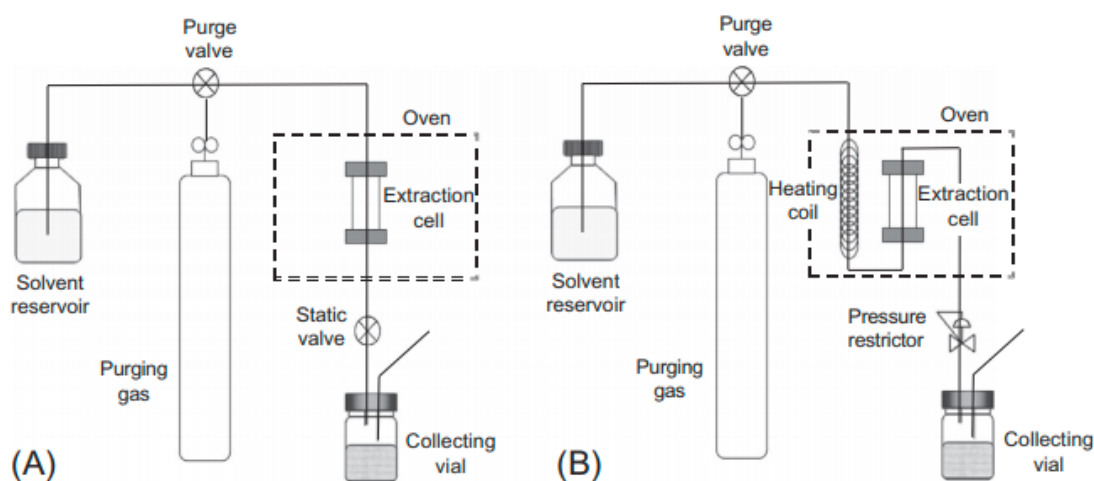 Purge
valve
Oven
Extraction
cell
Solvent
reservoir
Static
valve
Purging
gas
Collecting
vial
(A)
Purge
valve
Oven
Heating
coil
Extraction
cell
Solvent
reservoir
Pressure
restrictor
Purging
gas
Collecting
vial
(B)